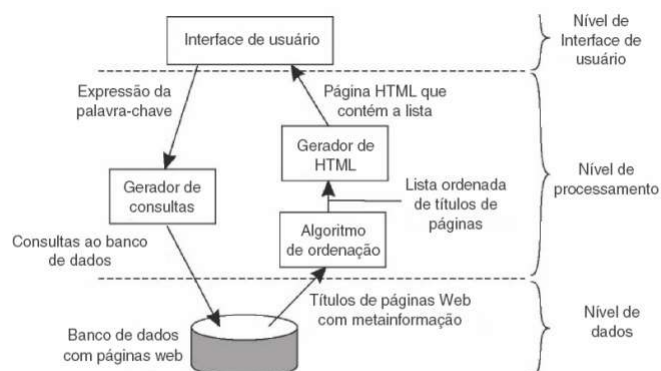 Interface de usuário
Nível de
Interface de
usuário
Expressão da
palavra-chave
Página HTML que
contém a lista
Gerador de
HTML
Gerador de
consultas
Nível de
processamento
Lista ordenada
de títulos de
páginas
Algoritmo
de ordenação
Consultas ao banco
de dados
Títulos de páginas Web
com metainformação
Banco de dados
com páginas web
Nível de
dados